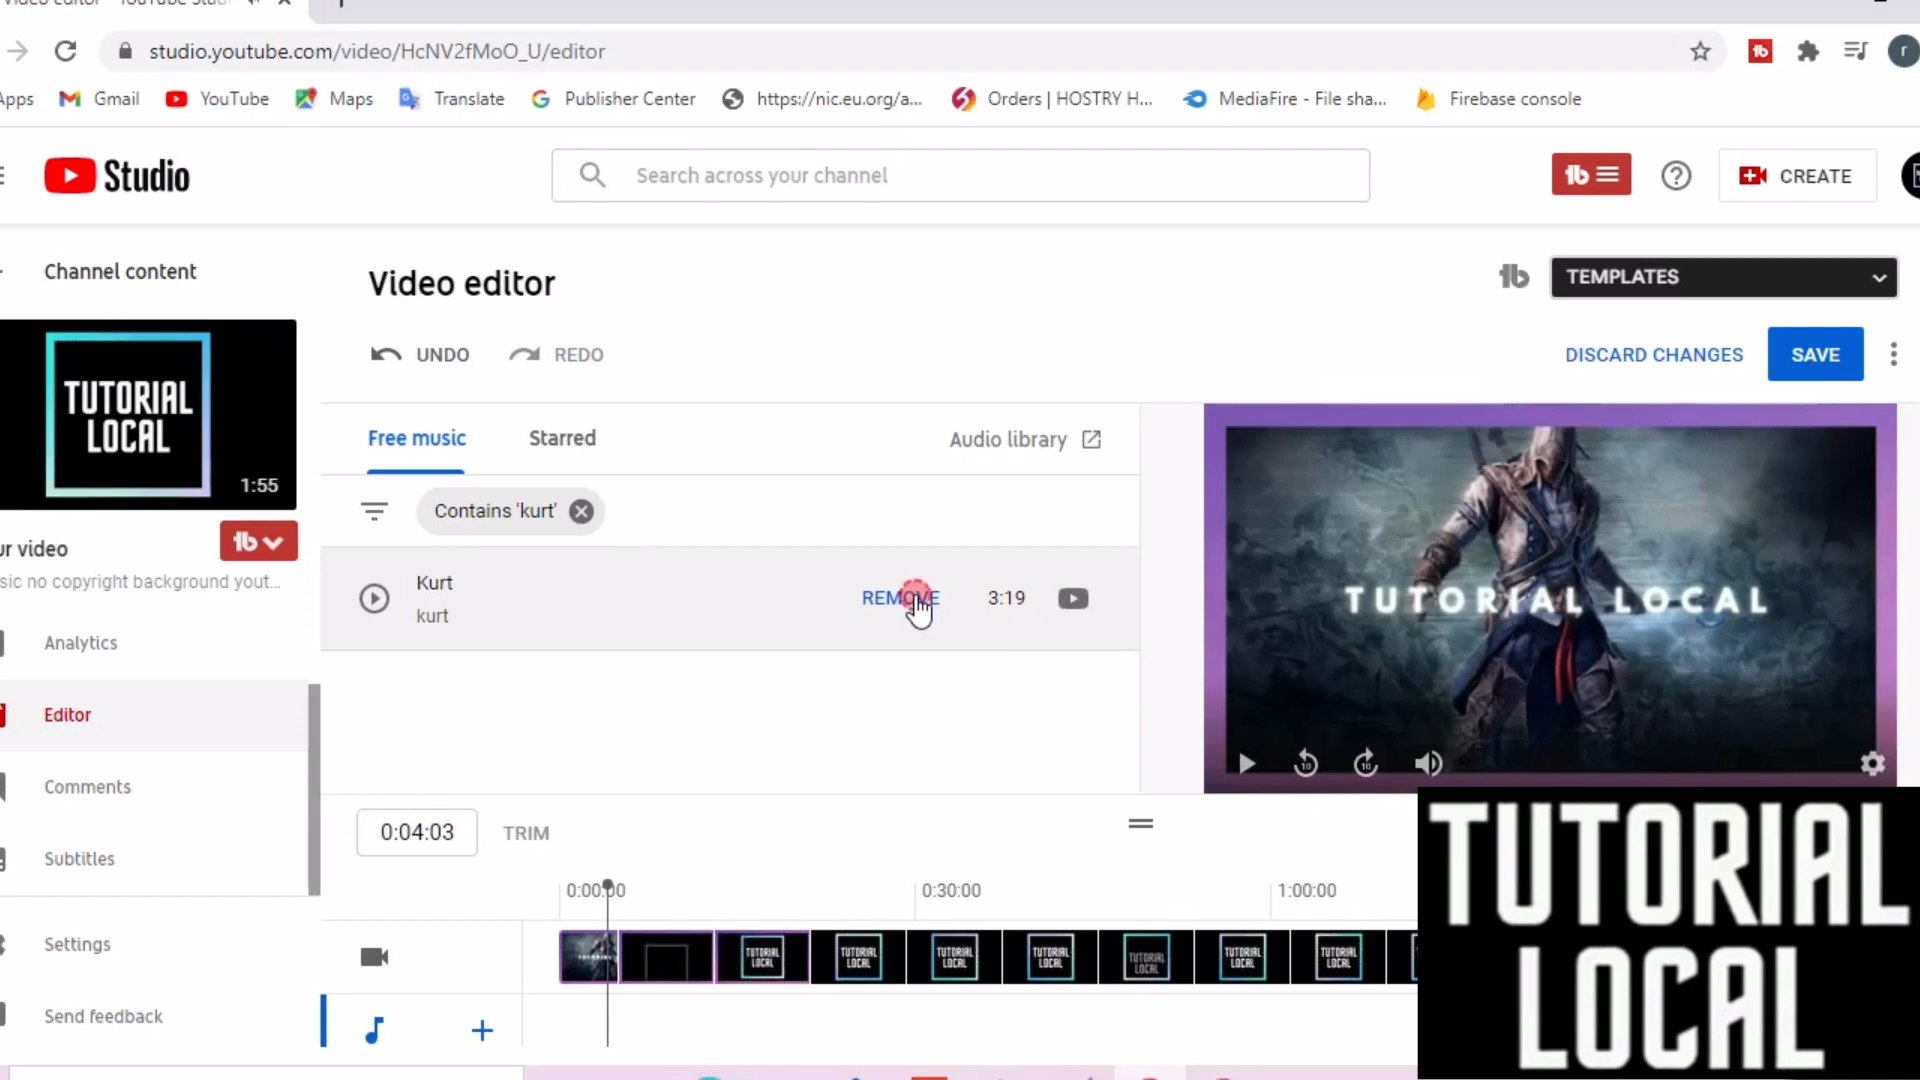 studio.youtube.com/video/HcNV2fMoO_U/editor
Gmail YouTube Maps Translate Publisher Center https://nic.eu.org/a... Orders | HOSTRY H... MediaFire - File sha... Firebase console
Studio Search across your channel CREATE
Channel content
TUTORIAL
LOCAL
1:55
sic no copyright background yout...
Analytics
Editor
Comments
Subtitles
Settings
Send feedback
Video editor
TEMPLATES
UNDO REDO
DISCARD CHANGES SAVE
Free music Starred Audio library
Contains 'kurt'
Kurt
kurt
REMOVE 3:19
TUTORIAL LOCAL
10 10
0:04:03 TRIM
0:00:00 0:30:00 1:00:00
TUTORIAL
LOCAL